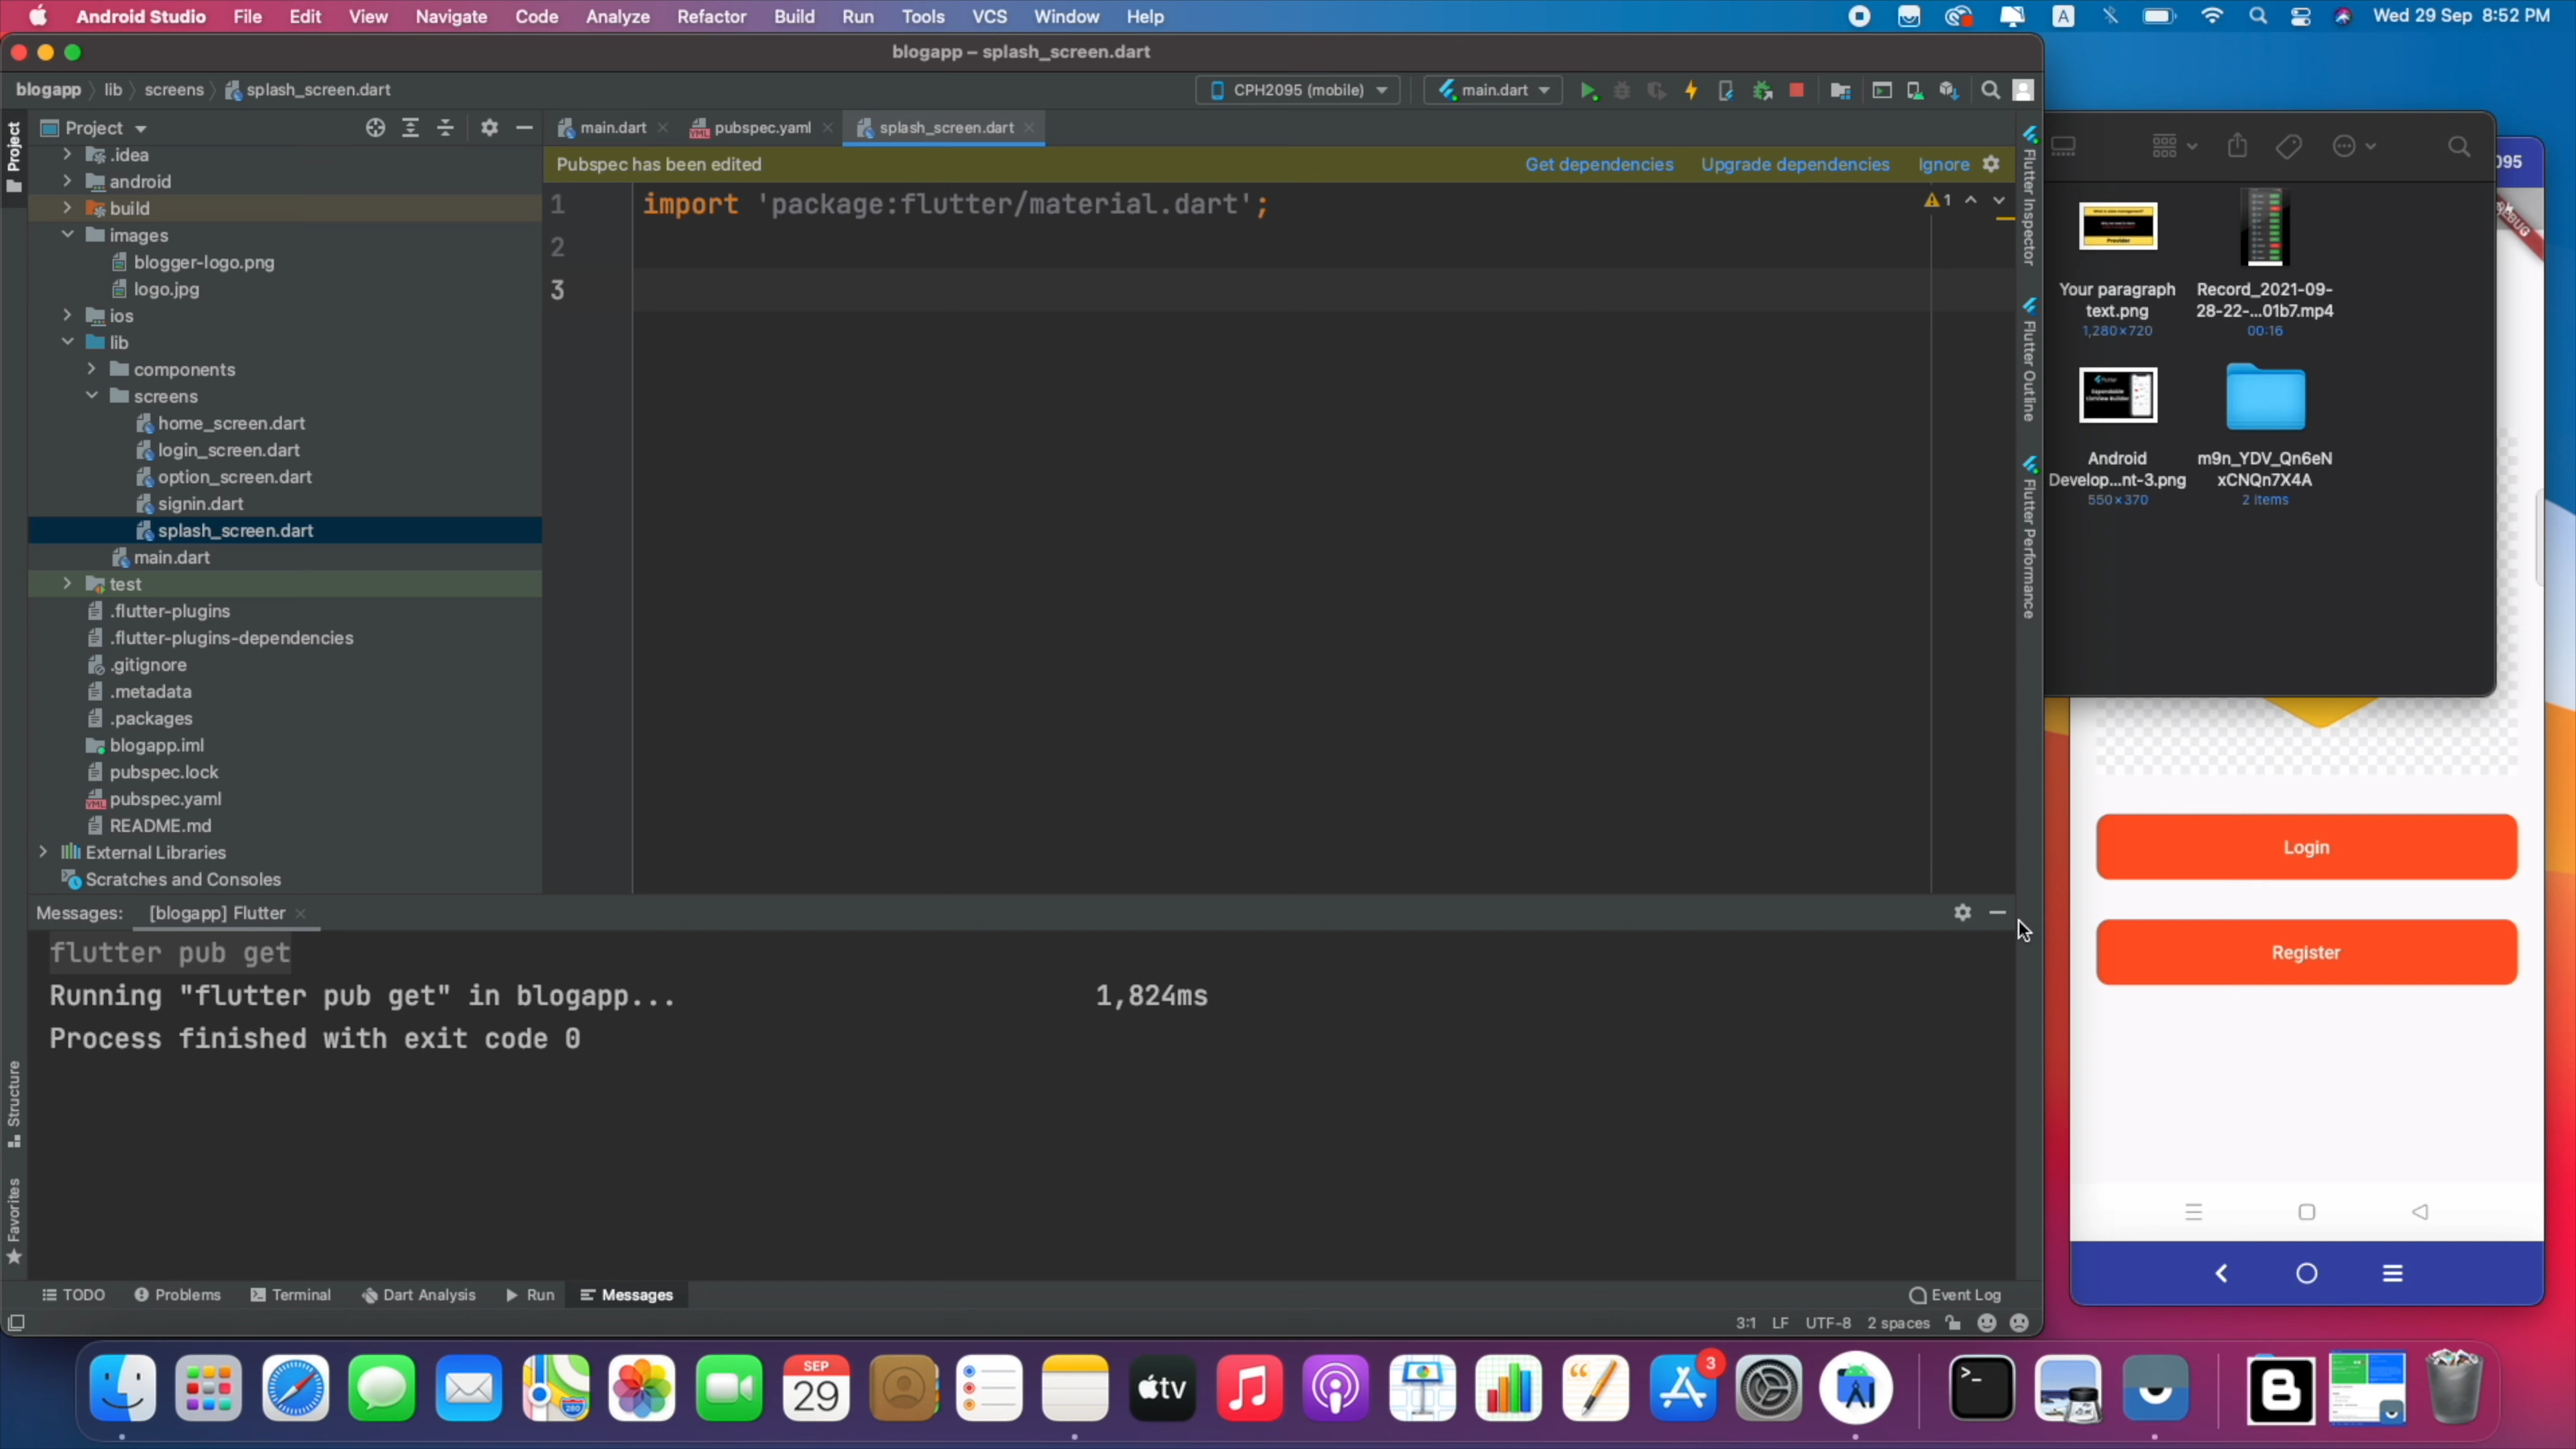 Android Studio File Edit View Navigate Code Analyze Refactor Build Run Tools VCS Window Help
A Wed 29 Sep 8:52 PM
blogapp – splash_screen.dart
blogapp lib screens splash_screen.dart
CPH2095 (mobile) main.dart
Project
Project
.idea
android
build
images
blogger-logo.png
logo.jpg
ios
lib
components
screens
home_screen.dart
login_screen.dart
option_screen.dart
signin.dart
splash_screen.dart
main.dart
test
.flutter-plugins
.flutter-plugins-dependencies
.gitignore
.metadata
.packages
blogapp.iml
pubspec.lock
pubspec.yaml
README.md
External Libraries
Scratches and Consoles
main.dart pubspec.yaml splash_screen.dart
Pubspec has been edited Get dependencies Upgrade dependencies Ignore
1 import 'package:flutter/material.dart';
2
3
1
Flutter Inspector
Flutter Outline
Flutter Performance
Messages: [blogapp] Flutter
flutter pub get
Running "flutter pub get" in blogapp... 1,824ms
Process finished with exit code 0
Structure
Favorites
TODO Problems Terminal Dart Analysis Run Messages Event Log
3:1 LF UTF-8 2 spaces
Your paragraph
text.png
1,280×720
Record_2021-09-
28-22-...01b7.mp4
00:16
Android
Develop...nt-3.png
550×370
m9n_YDV_Qn6eN
xCNQn7X4A
2 items
095
Login
Register
SEP
29
tv
3